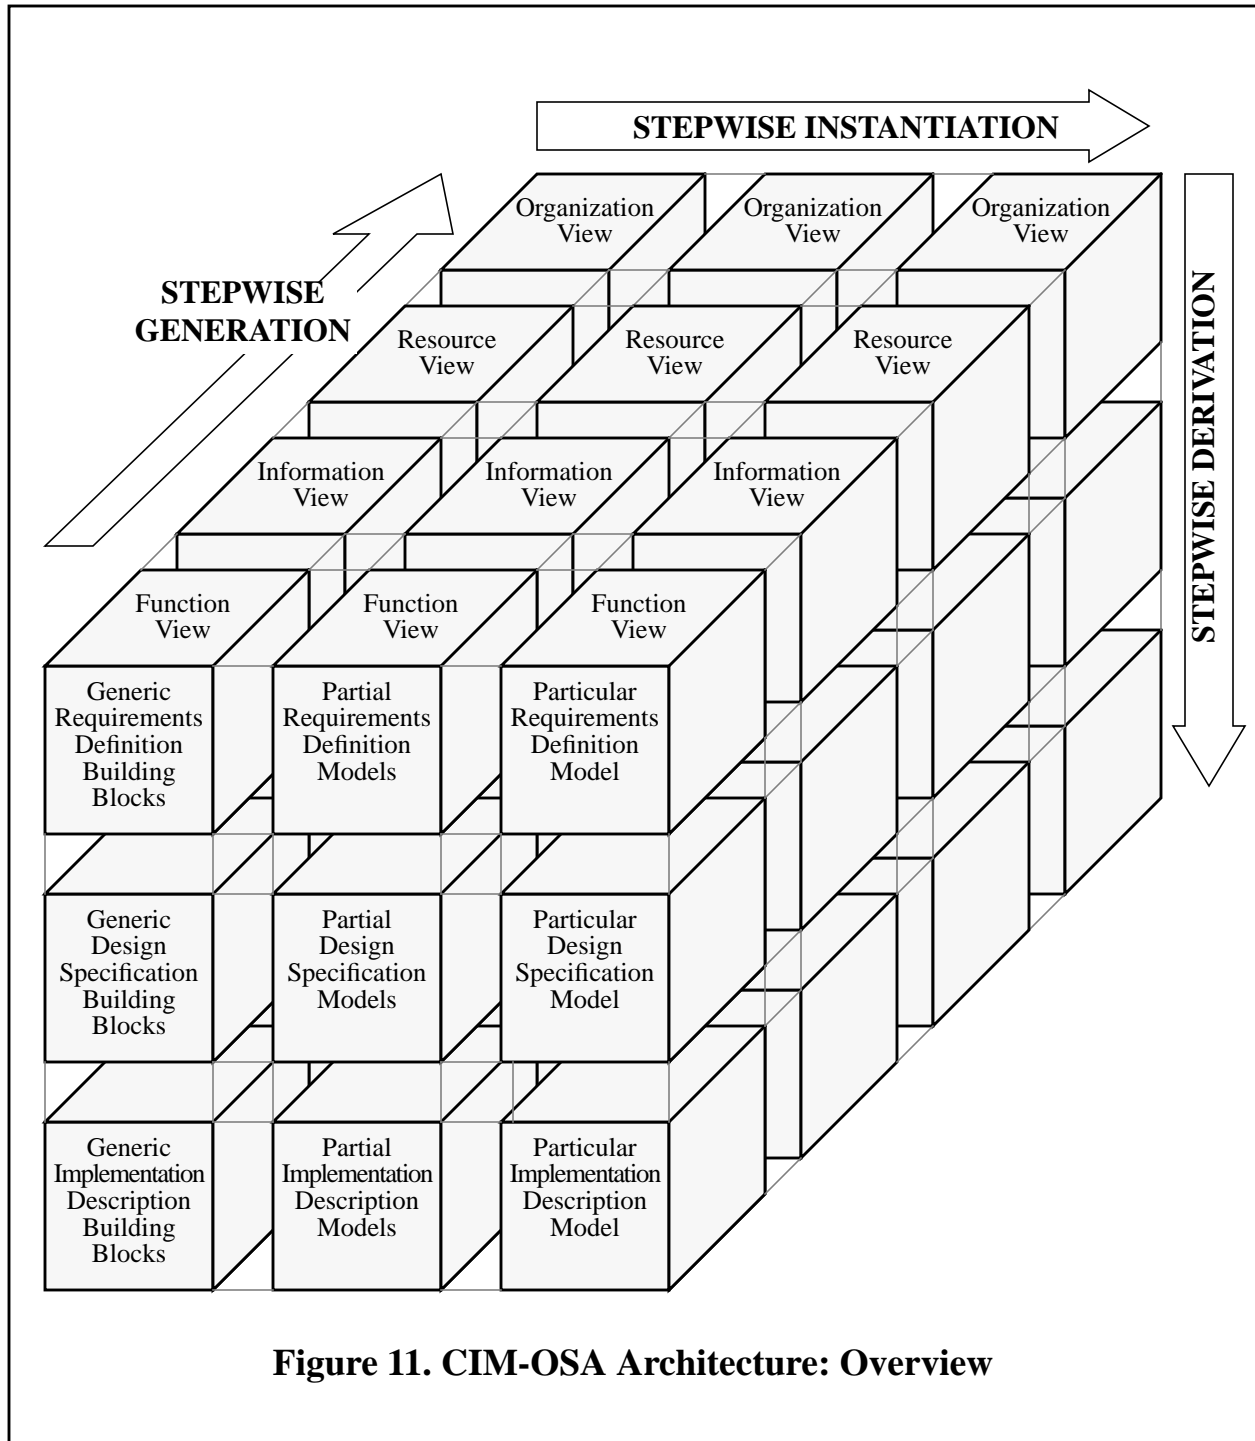 STEPWISE INSTANTIATION
STEPWISE
GENERATION
STEPWISE DERIVATION
Organization
View
Organization
View
Organization
View
Resource
View
Resource
View
Resource
View
Information
View
Information
View
Information
View
Function
View
Function
View
Function
View
Generic
Requirements
Definition
Building
Blocks
Partial
Requirements
Definition
Models
Particular
Requirements
Definition
Model
Generic
Design
Specification
Building
Blocks
Partial
Design
Specification
Models
Particular
Design
Specification
Model
Generic
Implementation
Description
Building
Blocks
Partial
Implementation
Description
Models
Particular
Implementation
Description
Model
Figure 11. CIM-OSA Architecture: Overview